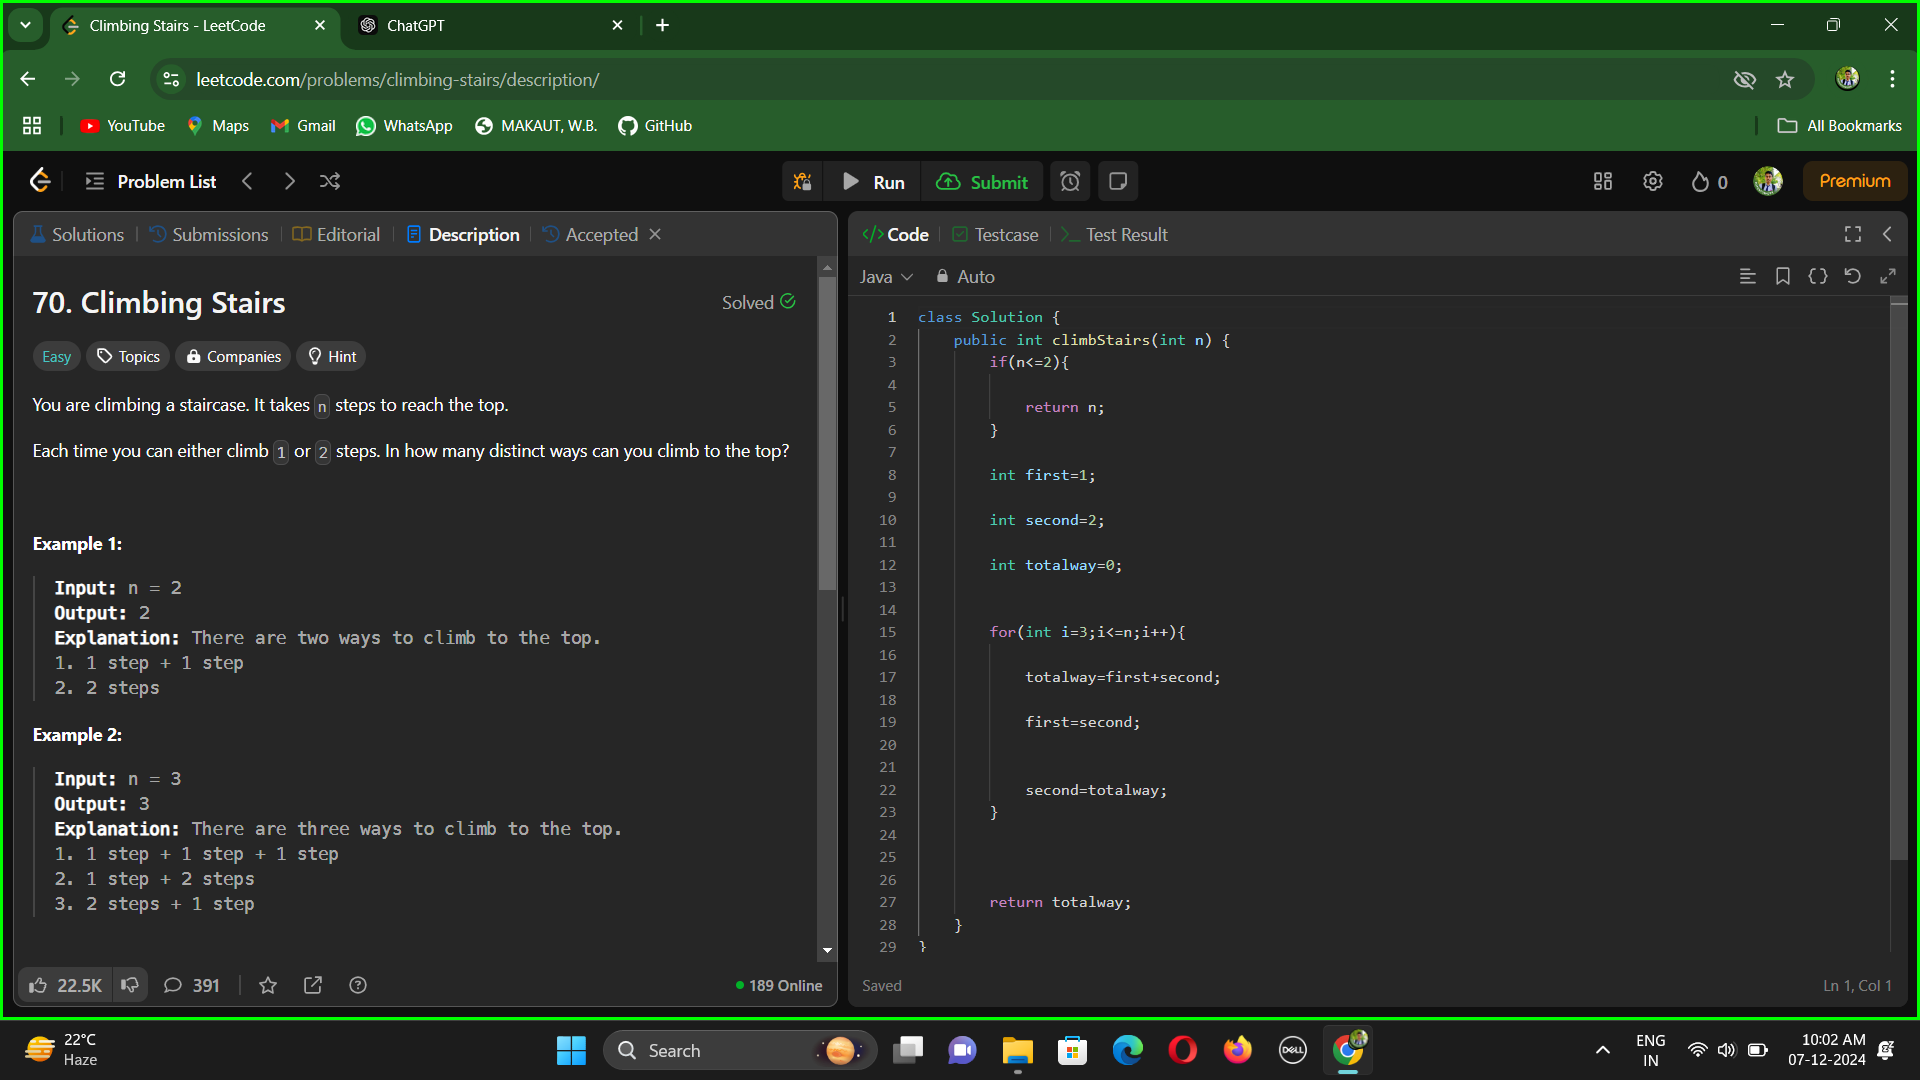 Climbing Stairs - LeetCode
ChatGPT
leetcode.com/problems/climbing-stairs/description/
YouTube Maps Gmail WhatsApp MAKAUT, W.B. GitHub All Bookmarks
Problem List Run Submit 0 Premium
Solutions Submissions Editorial Description Accepted
70. Climbing Stairs
Solved
Easy Topics Companies Hint
You are climbing a staircase. It takes n steps to reach the top.
Each time you can either climb 1 or 2 steps. In how many distinct ways can you climb to the top?
Example 1:
Input: n = 2
Output: 2
Explanation: There are two ways to climb to the top.
1. 1 step + 1 step
2. 2 steps
Example 2:
Input: n = 3
Output: 3
Explanation: There are three ways to climb to the top.
1. 1 step + 1 step + 1 step
2. 1 step + 2 steps
3. 2 steps + 1 step
22.5K 391 189 Online
Code Testcase Test Result
Java Auto
1 class Solution {
2 public int climbStairs(int n) {
3 if(n<=2){
4
5 return n;
6 }
7
8 int first=1;
9
10 int second=2;
11
12 int totalway=0;
13
14
15 for(int i=3;i<=n;i++){
16
17 totalway=first+second;
18
19 first=second;
20
21
22 second=totalway;
23 }
24
25
26
27 return totalway;
28 }
29 }
Saved Ln 1, Col 1
22°C
Haze
Search
DELL
ENG
IN
10:02 AM
07-12-2024